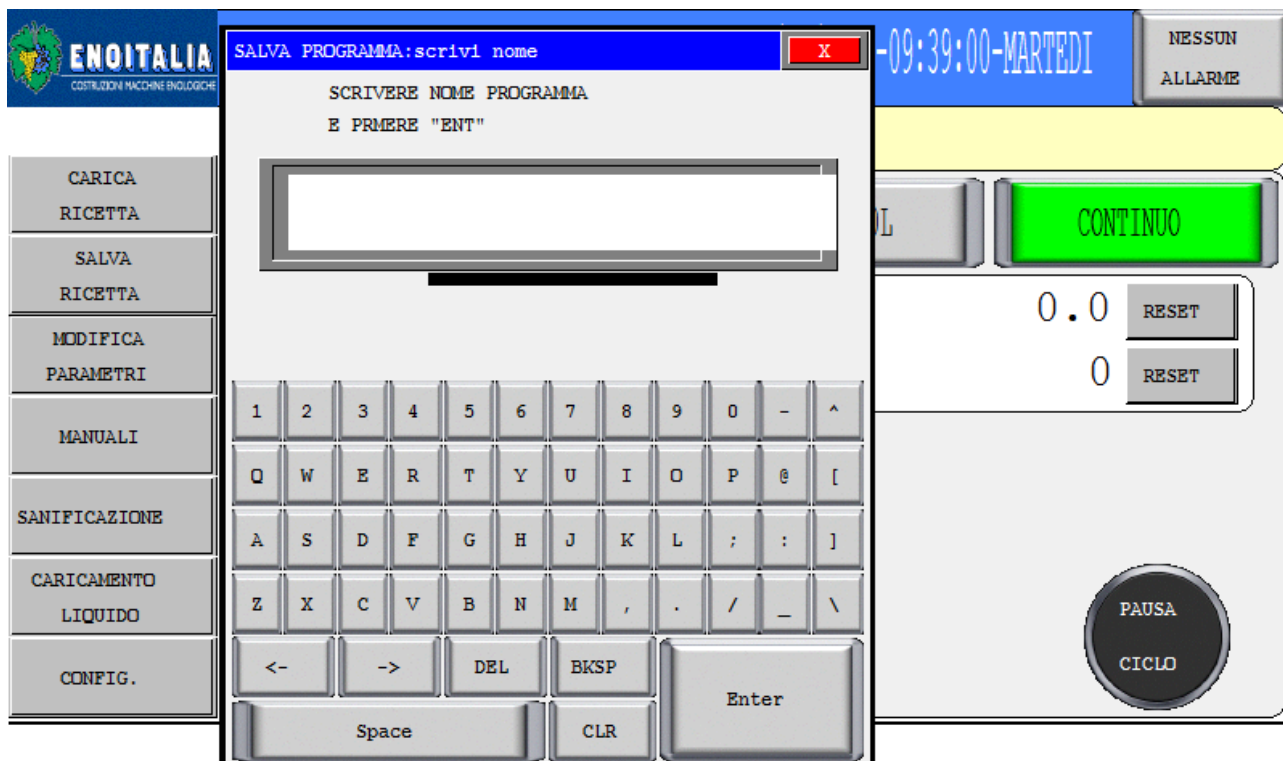 ENOITALIA
COSTRUZIONI MACCHINE ENOLOGICHE
SALVA PROGRAMMA:scrivi nome
X
-09:39:00-MARTEDI
NESSUN
ALLARME
SCRIVERE NOME PROGRAMMA
E PRMERE "ENT"
CARICA
RICETTA
SALVA
RICETTA
MODIFICA
PARAMETRI
MANUALI
SANIFICAZIONE
CARICAMENTO
LIQUIDO
CONFIG.
OL
CONTINUO
0.0 RESET
0 RESET
1 2 3 4 5 6 7 8 9 0 - ^
Q W E R T Y U I O P @ [
A S D F G H J K L ; : ]
Z X C V B N M , . / _ \
<- -> DEL BKSP
Enter
Space CLR
PAUSA
CICLO